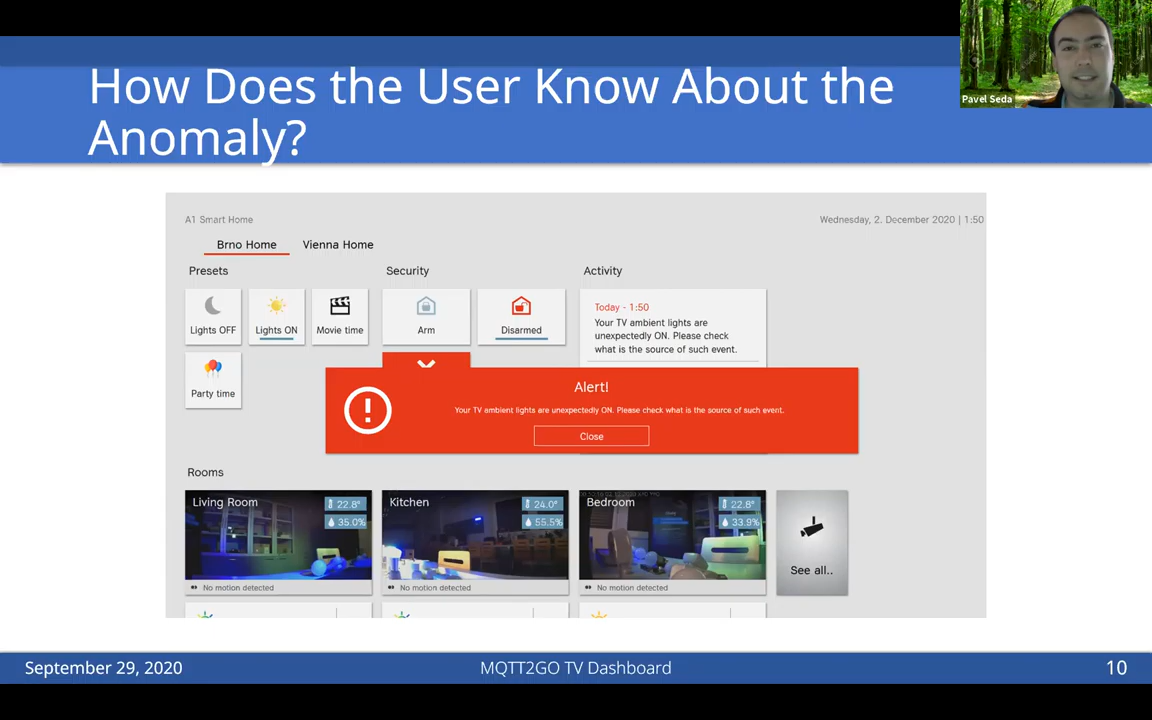 How Does the User Know About the
Anomaly?
Pavel Seda
A1 Smart Home
Wednesday, 2. December 2020 | 1:50
Brno Home
Vienna Home
Presets
Security
Activity
Lights OFF
Lights ON
Movie time
Arm
Disarmed
Today - 1:50
Your TV ambient lights are
unexpectedly ON. Please check
what is the source of such event.
Party time
Alert!
Your TV ambient lights are unexpectedly ON. Please check what is the source of such event.
Close
Rooms
Living Room
22.8°
35.0%
No motion detected
Kitchen
24.0°
55.5%
No motion detected
Bedroom
22.8°
33.9%
No motion detected
See all..
September 29, 2020
MQTT2GO TV Dashboard
10